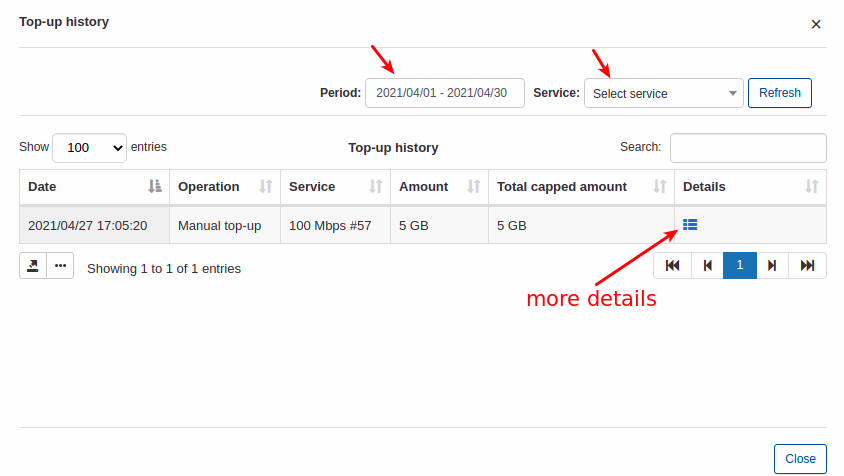 Top-up history ×
Period: 2021/04/01 - 2021/04/30 Service: Select service Refresh
Show 100 entries Top-up history Search:
Date Operation Service Amount Total capped amount Details
2021/04/27 17:05:20 Manual top-up 100 Mbps #57 5 GB 5 GB
Showing 1 to 1 of 1 entries 1
more details
Close